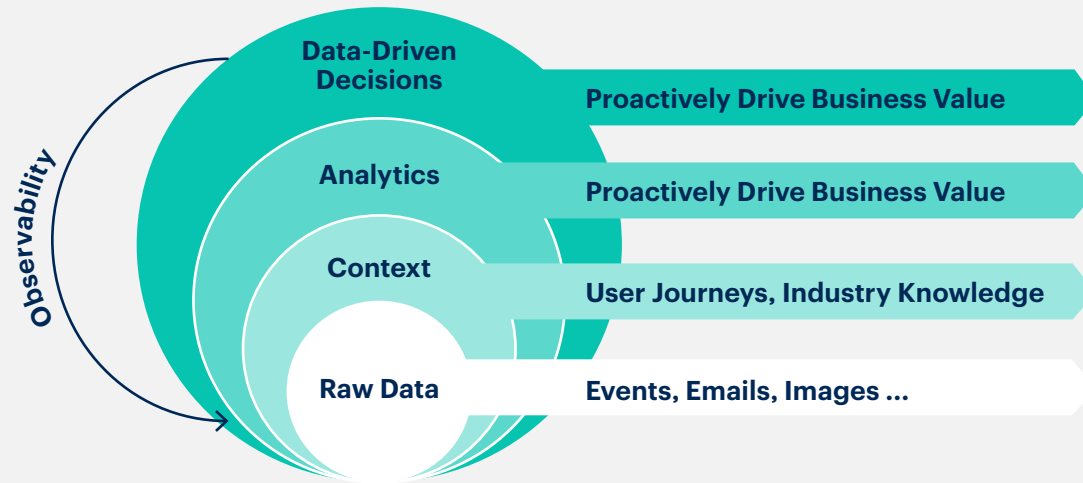 Data-Driven
Decisions
Proactively Drive Business Value
Analytics
Proactively Drive Business Value
Observability
Context
User Journeys, Industry Knowledge
Raw Data
Events, Emails, Images ...